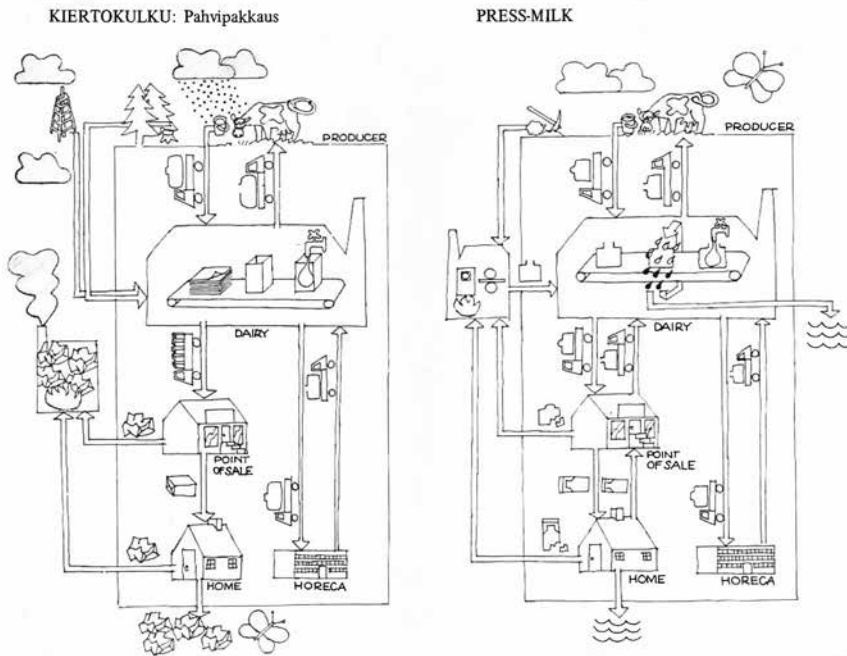 KIERTOKULKU: Pahvipakkaus
PRODUCER
DAIRY
POINT
OF SALE
HOME
HORECA
PRESS-MILK
PRODUCER
DAIRY
POINT
OF SALE
HOME
HORECA